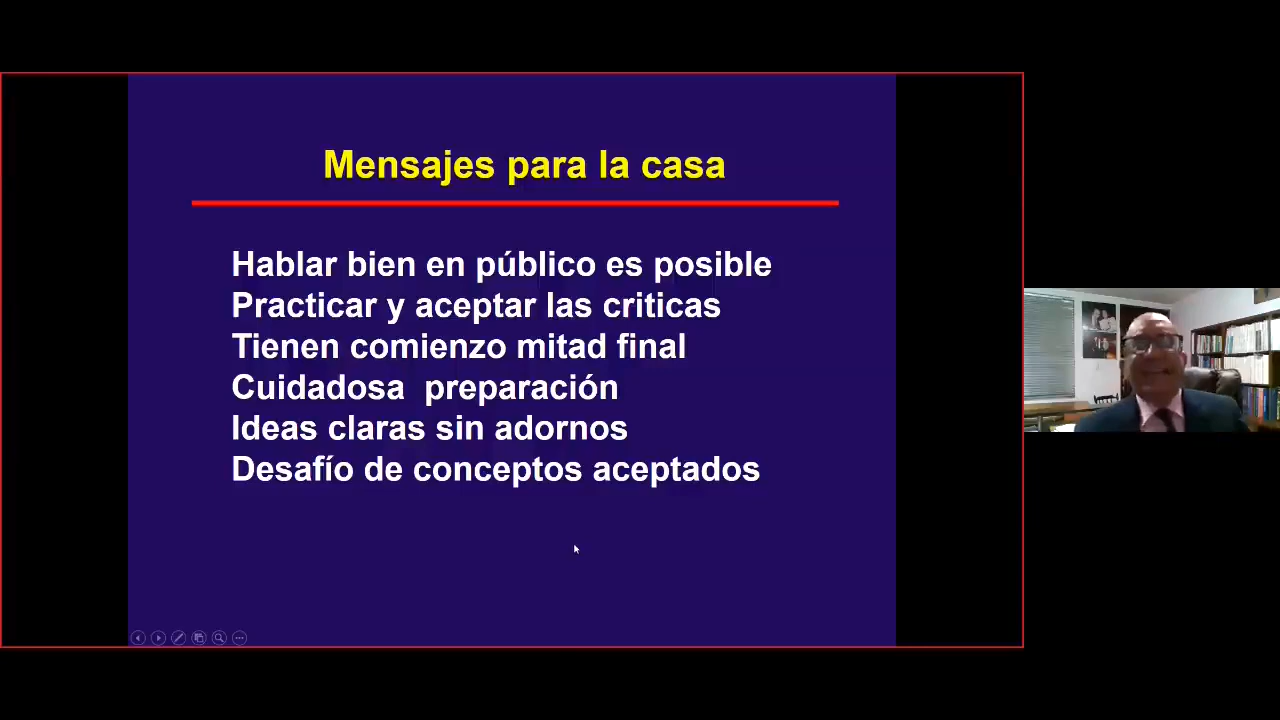 Mensajes para la casa
Hablar bien en público es posible
Practicar y aceptar las criticas
Tienen comienzo mitad final
Cuidadosa preparación
Ideas claras sin adornos
Desafío de conceptos aceptados